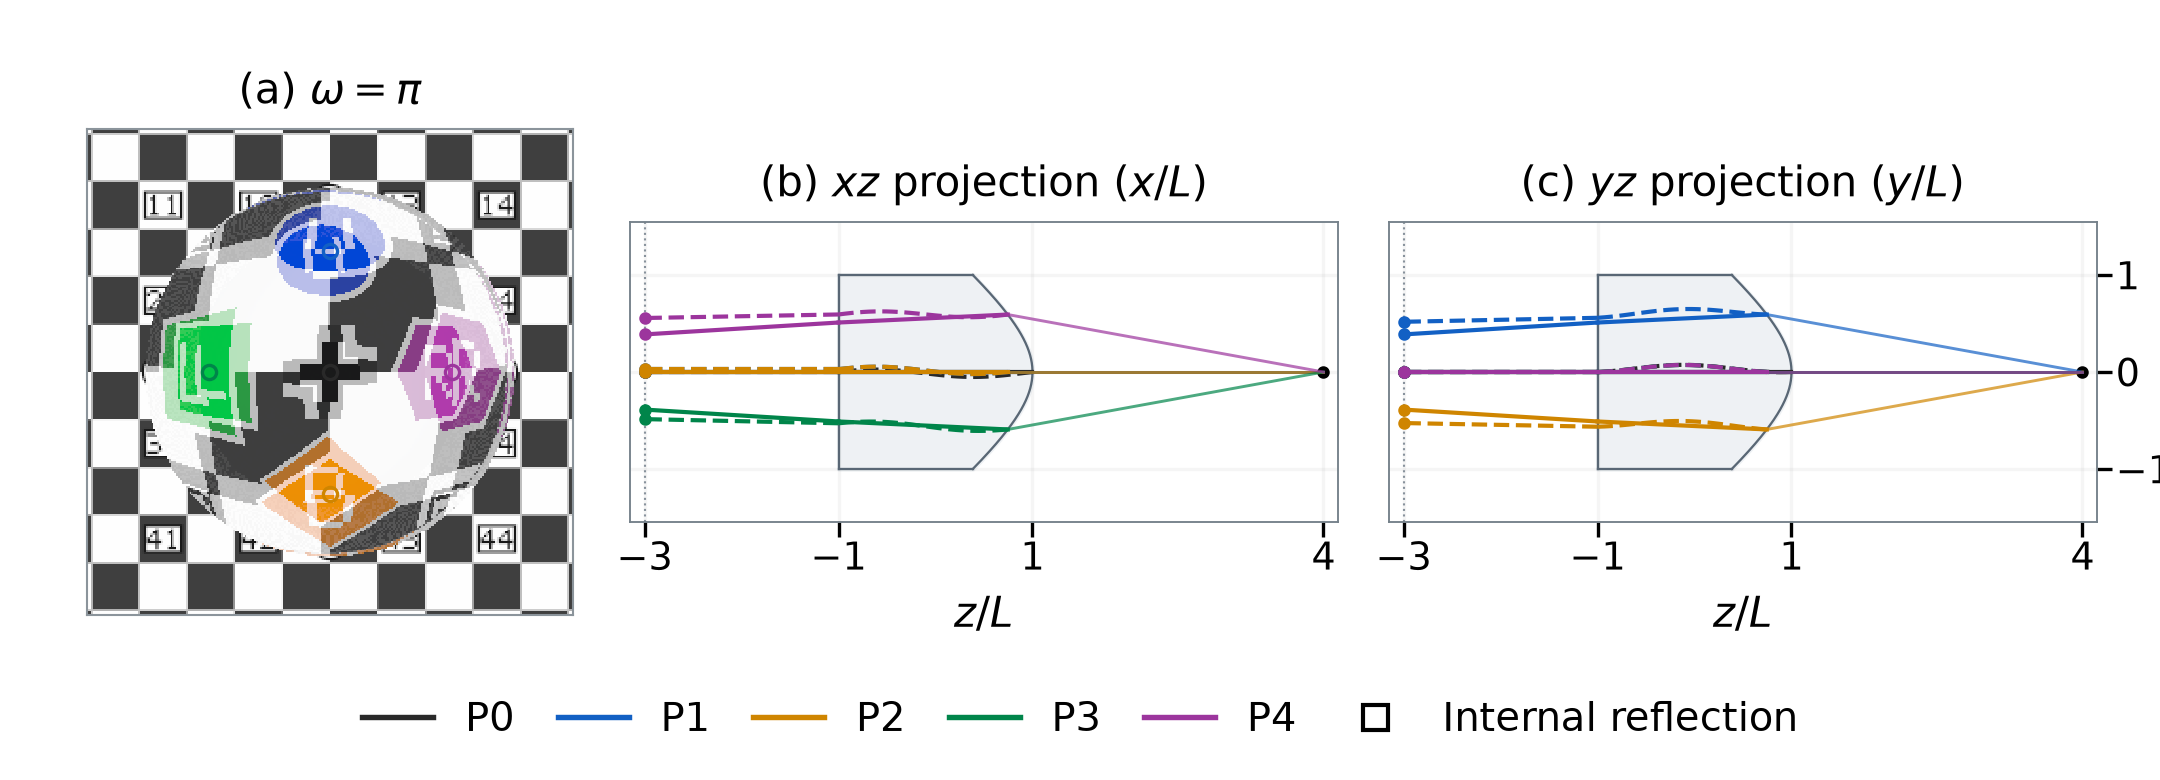 (a) ω = π
(b) xz projection (x/L)
(c) yz projection (y/L)
11
14
41
44
−3
−1
1
4
z/L
−3
−1
1
4
z/L
1
0
P0
P1
P2
P3
P4
Internal reflection